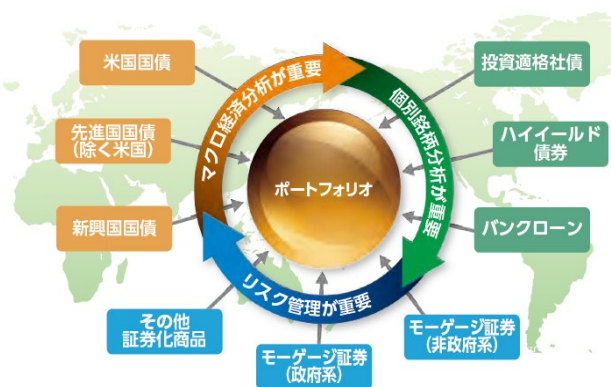 米国国債
先進国国債
(除く米国)
新興国国債
マクロ経済分析が重要
ポートフォリオ
個別銘柄分析が重要
投資適格社債
ハイイールド
債券
バンクローン
リスク管理が重要
その他
証券化商品
モーゲージ証券
(政府系)
モーゲージ証券
(非政府系)